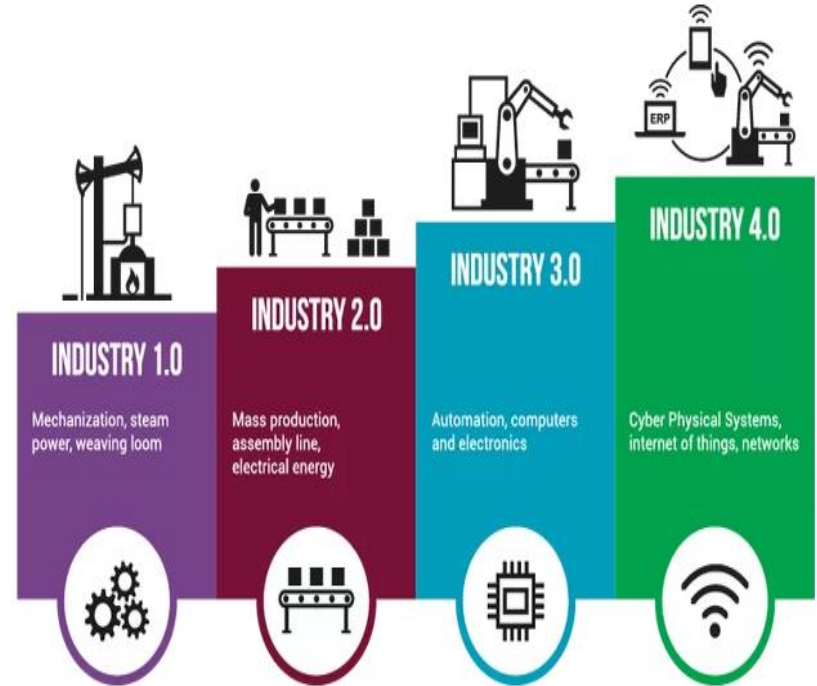 ERP
INDUSTRY 1.0
Mechanization, steam
power, weaving loom
INDUSTRY 2.0
Mass production,
assembly line,
electrical energy
INDUSTRY 3.0
Automation, computers
and electronics
INDUSTRY 4.0
Cyber Physical Systems,
internet of things, networks